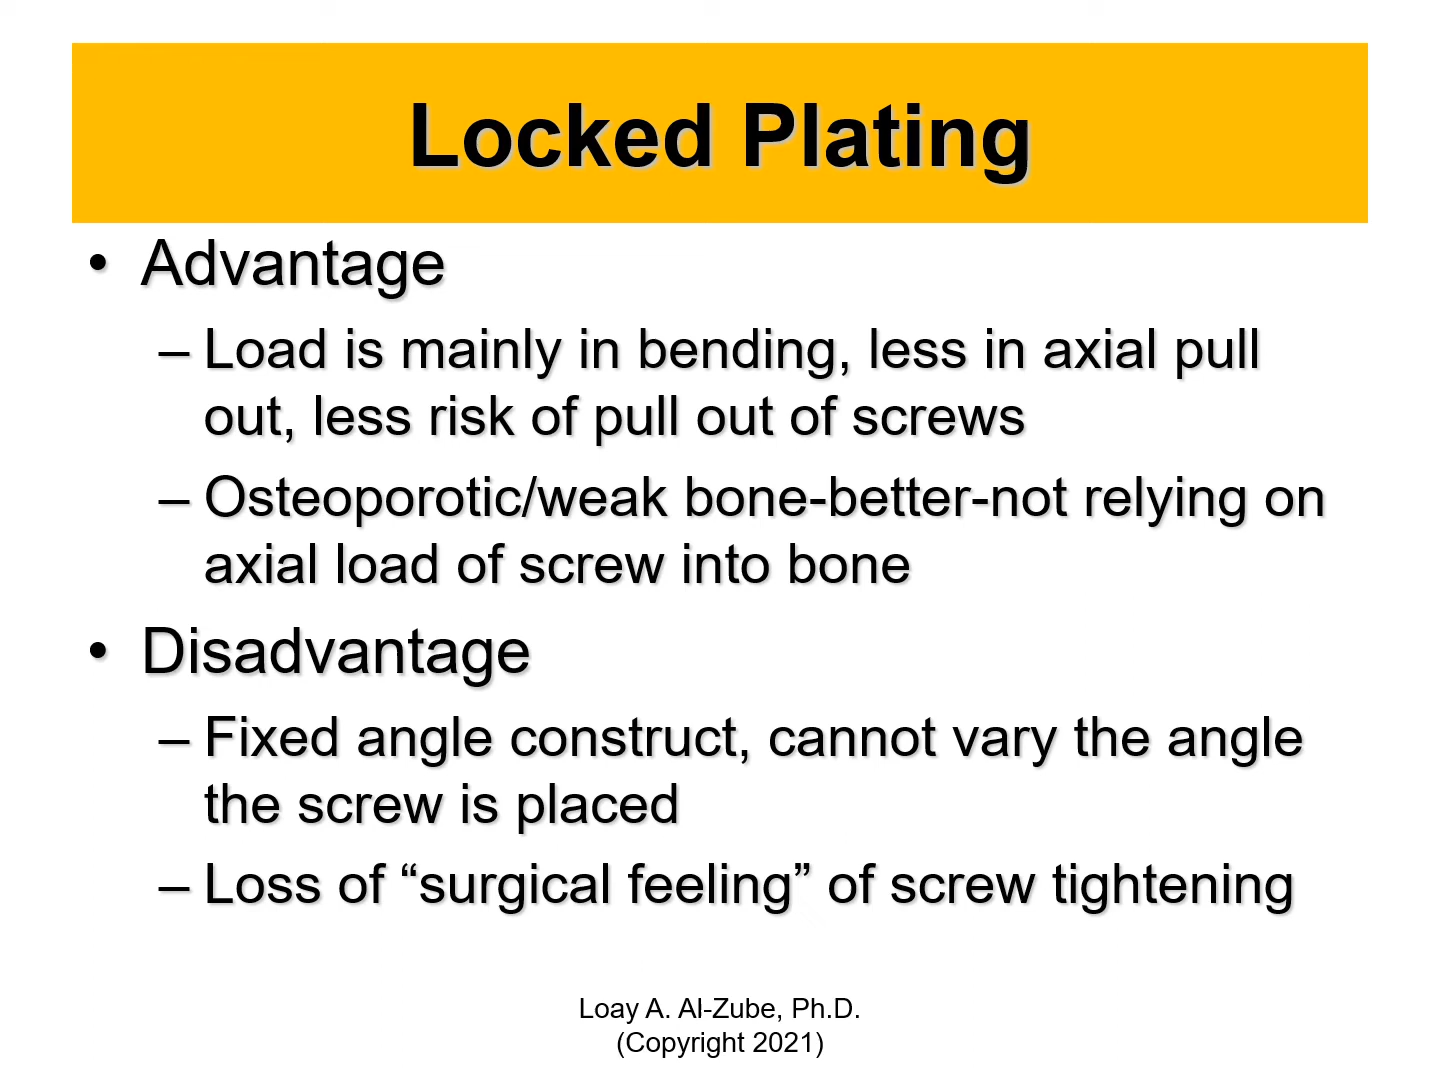 Locked Plating
• Advantage
– Load is mainly in bending, less in axial pull
out, less risk of pull out of screws
– Osteoporotic/weak bone-better-not relying on
axial load of screw into bone
• Disadvantage
– Fixed angle construct, cannot vary the angle
the screw is placed
– Loss of “surgical feeling” of screw tightening
Loay A. Al-Zube, Ph.D.
(Copyright 2021)